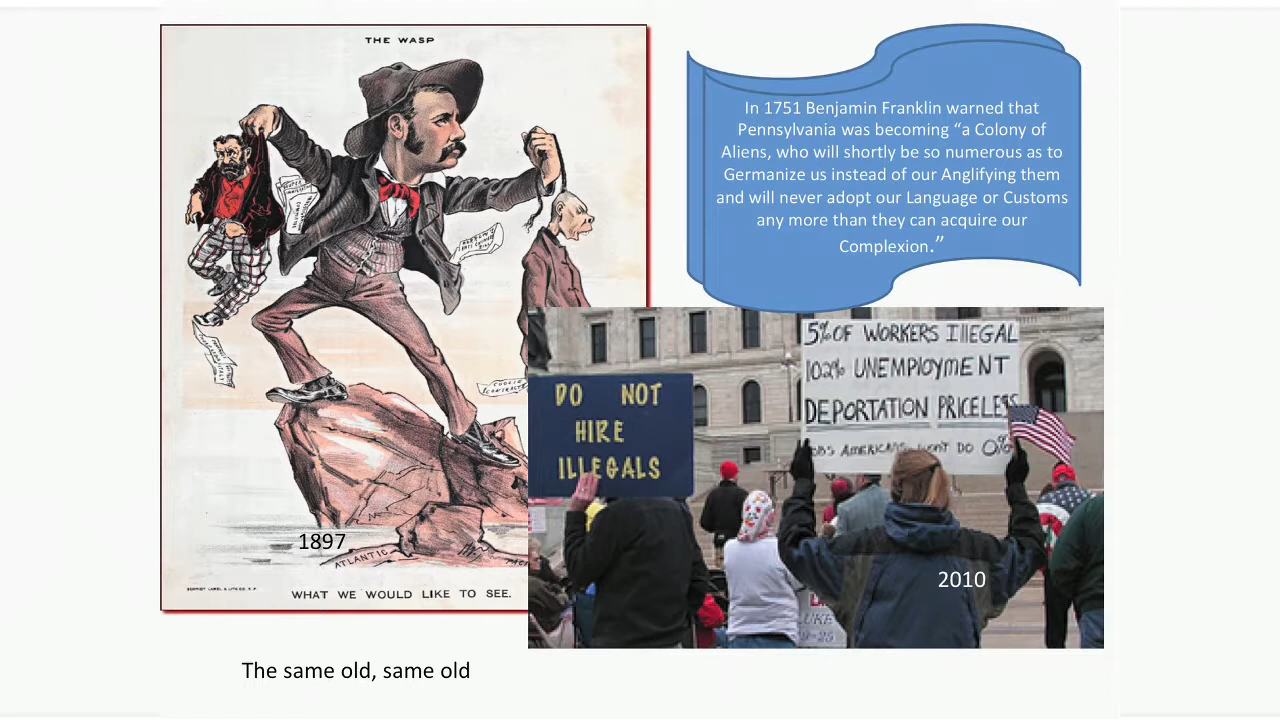 THE WASP
In 1751 Benjamin Franklin warned that
Pennsylvania was becoming “a Colony of
Aliens, who will shortly be so numerous as to
Germanize us instead of our Anglifying them
and will never adopt our Language or Customs
any more than they can acquire our
Complexion.”
5% OF WORKERS ILLEGAL
10.2% UNEMPLOYMENT
DEPORTATION PRICELESS
JOBS AMERICANS WON'T DO 0%
DO NOT
HIRE
ILLEGALS
1897
ATLANTIC
2010
WHAT WE WOULD LIKE TO SEE.
The same old, same old